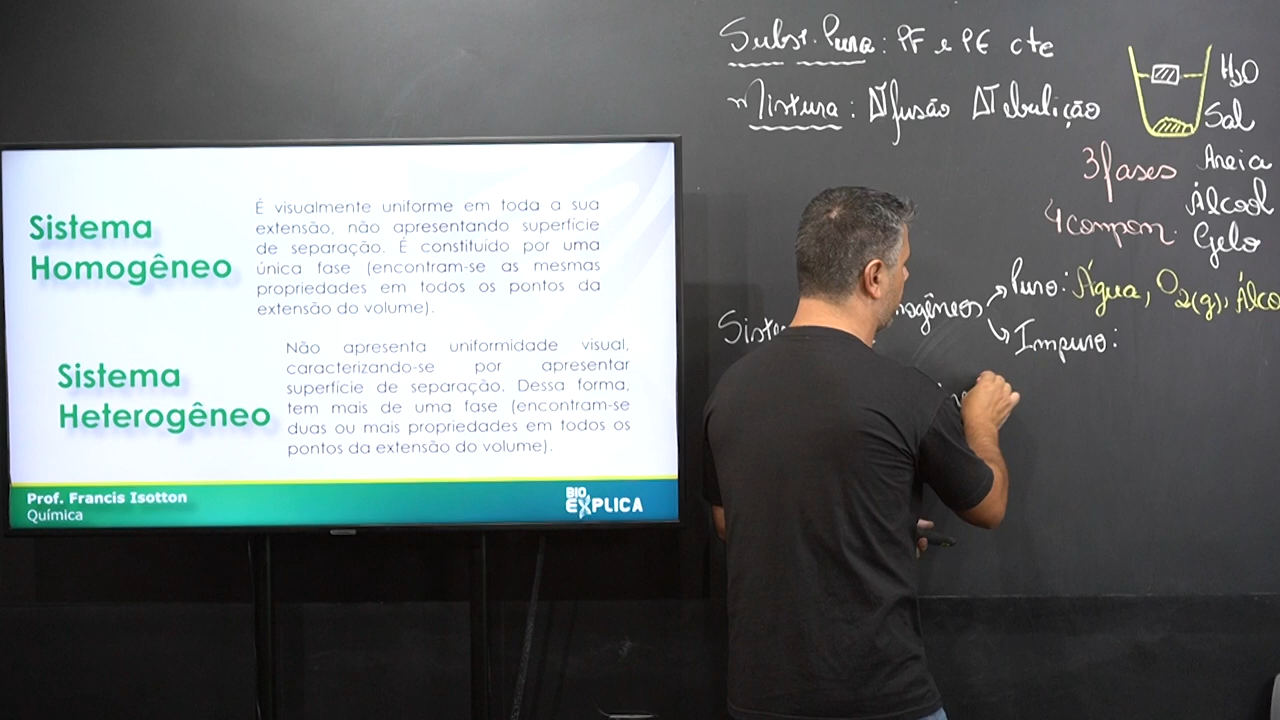 Sistema
Homogêneo
É visualmente uniforme em toda a sua
extensão, não apresentando superfície
de separação. É constituído por uma
única fase (encontram-se as mesmas
propriedades em todos os pontos da
extensão do volume).
Sistema
Heterogêneo
Não apresenta uniformidade visual,
caracterizando-se por apresentar
superfície de separação. Dessa forma,
tem mais de uma fase (encontram-se
duas ou mais propriedades em todos os
pontos da extensão do volume).
Prof. Francis Isotton
Química
BIO
EXPLICA
Subst. Pura: PF e PE cte
Mistura: ΔTfusão ΔTebulição
H2O
Sal
3 fases Areia
Álcool
4 compon. Gelo
Siste ogêneos
Puro: Água, O2(g), Álco
Impuro: